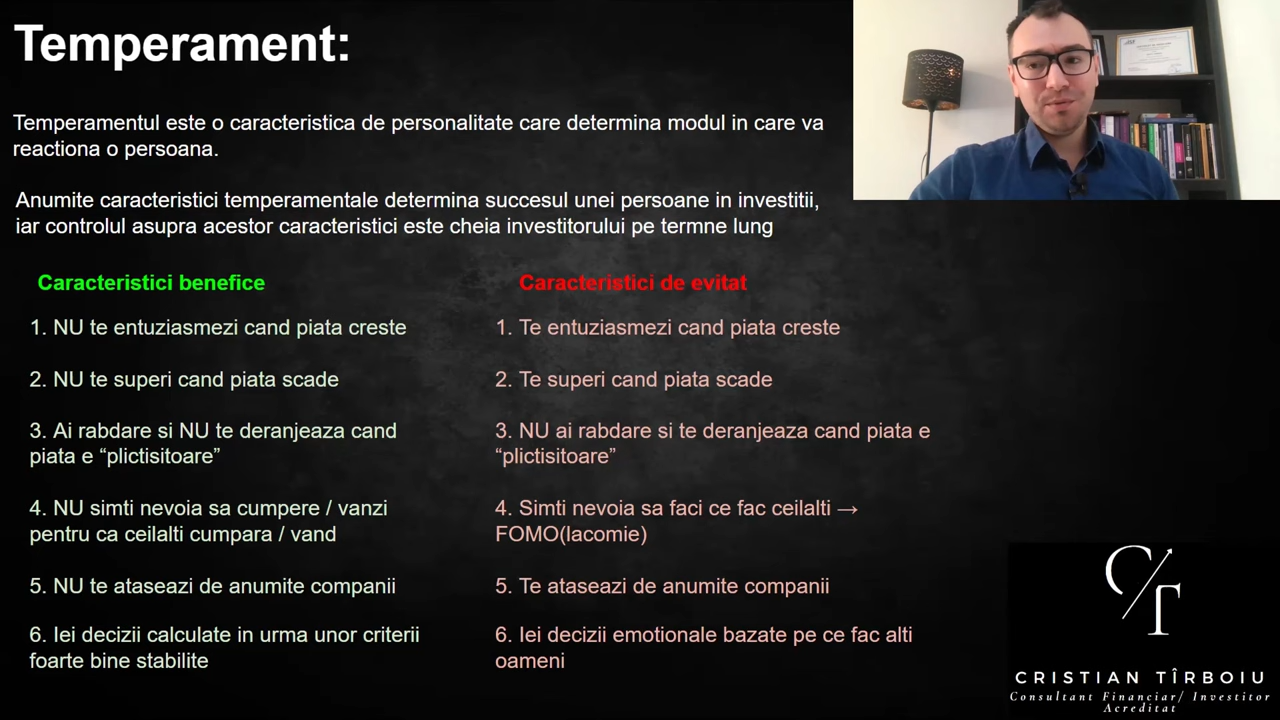 Temperament:
Temperamentul este o caracteristica de personalitate care determina modul in care va
reactiona o persoana.
Anumite caracteristici temperamentale determina succesul unei persoane in investitii,
iar controlul asupra acestor caracteristici este cheia investitorului pe termne lung
Caracteristici benefice
1. NU te entuziasmezi cand piata creste
2. NU te superi cand piata scade
3. Ai rabdare si NU te deranjeaza cand
piata e “plictisitoare”
4. NU simti nevoia sa cumpere / vanzi
pentru ca ceilalti cumpara / vand
5. NU te ataseazi de anumite companii
6. Iei decizii calculate in urma unor criterii
foarte bine stabilite
Caracteristici de evitat
1. Te entuziasmezi cand piata creste
2. Te superi cand piata scade
3. NU ai rabdare si te deranjeaza cand piata e
“plictisitoare”
4. Simti nevoia sa faci ce fac ceilalti →
FOMO(lacomie)
5. Te ataseazi de anumite companii
6. Iei decizii emotionale bazate pe ce fac alti
oameni
CT
CRISTIAN TÎRBOIU
Consultant Financiar/ Investitor
Acreditat